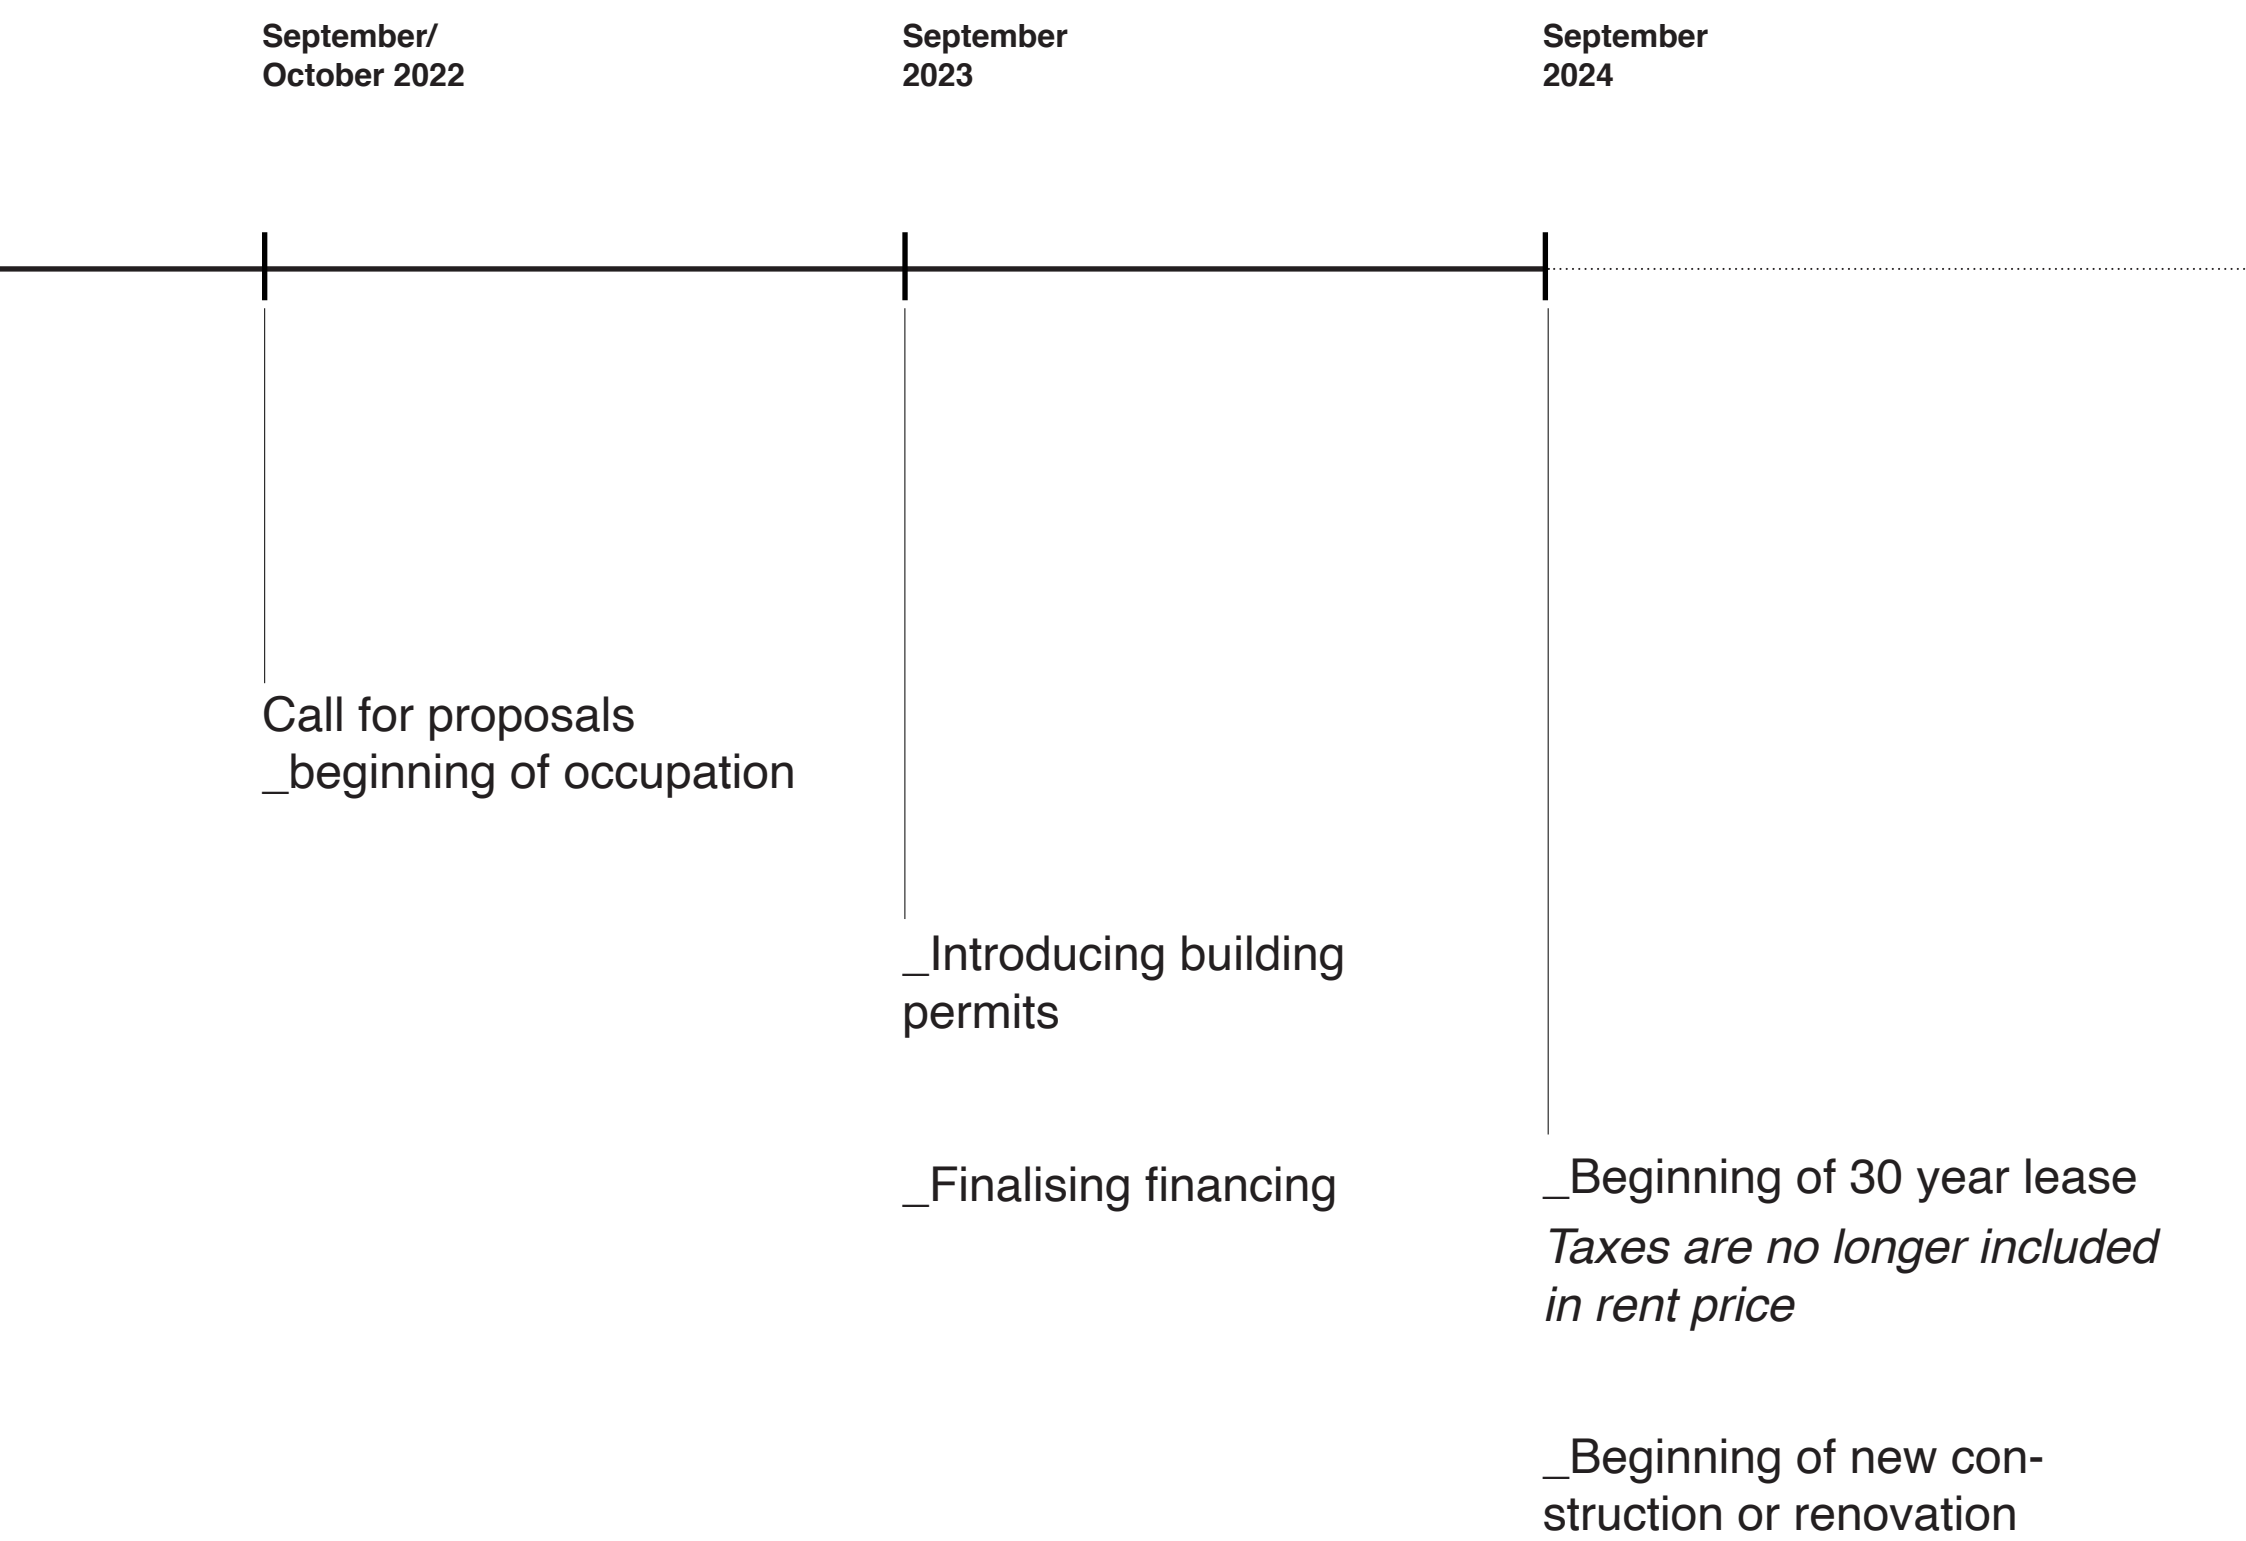 September/
October 2022
September
2023
September
2024
Call for proposals
_beginning of occupation
_Introducing building
permits
_Finalising financing
_Beginning of 30 year lease
Taxes are no longer included
in rent price
_Beginning of new con-
struction or renovation